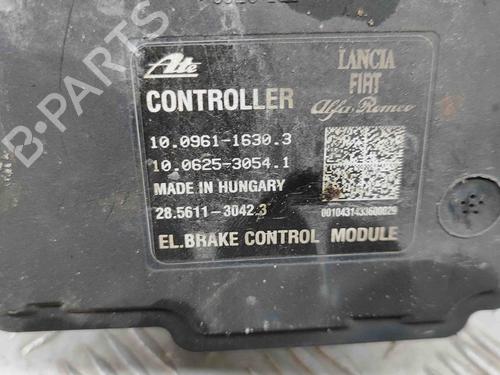 Ate
LANCIA
FIAT
Alfa Romeo
CONTROLLER
10.0961-1630.3
10.0625-3054.1
MADE IN HUNGARY
28.5611-3042.3
0010431433600029
EL.BRAKE CONTROL MODULE
B-PARTS